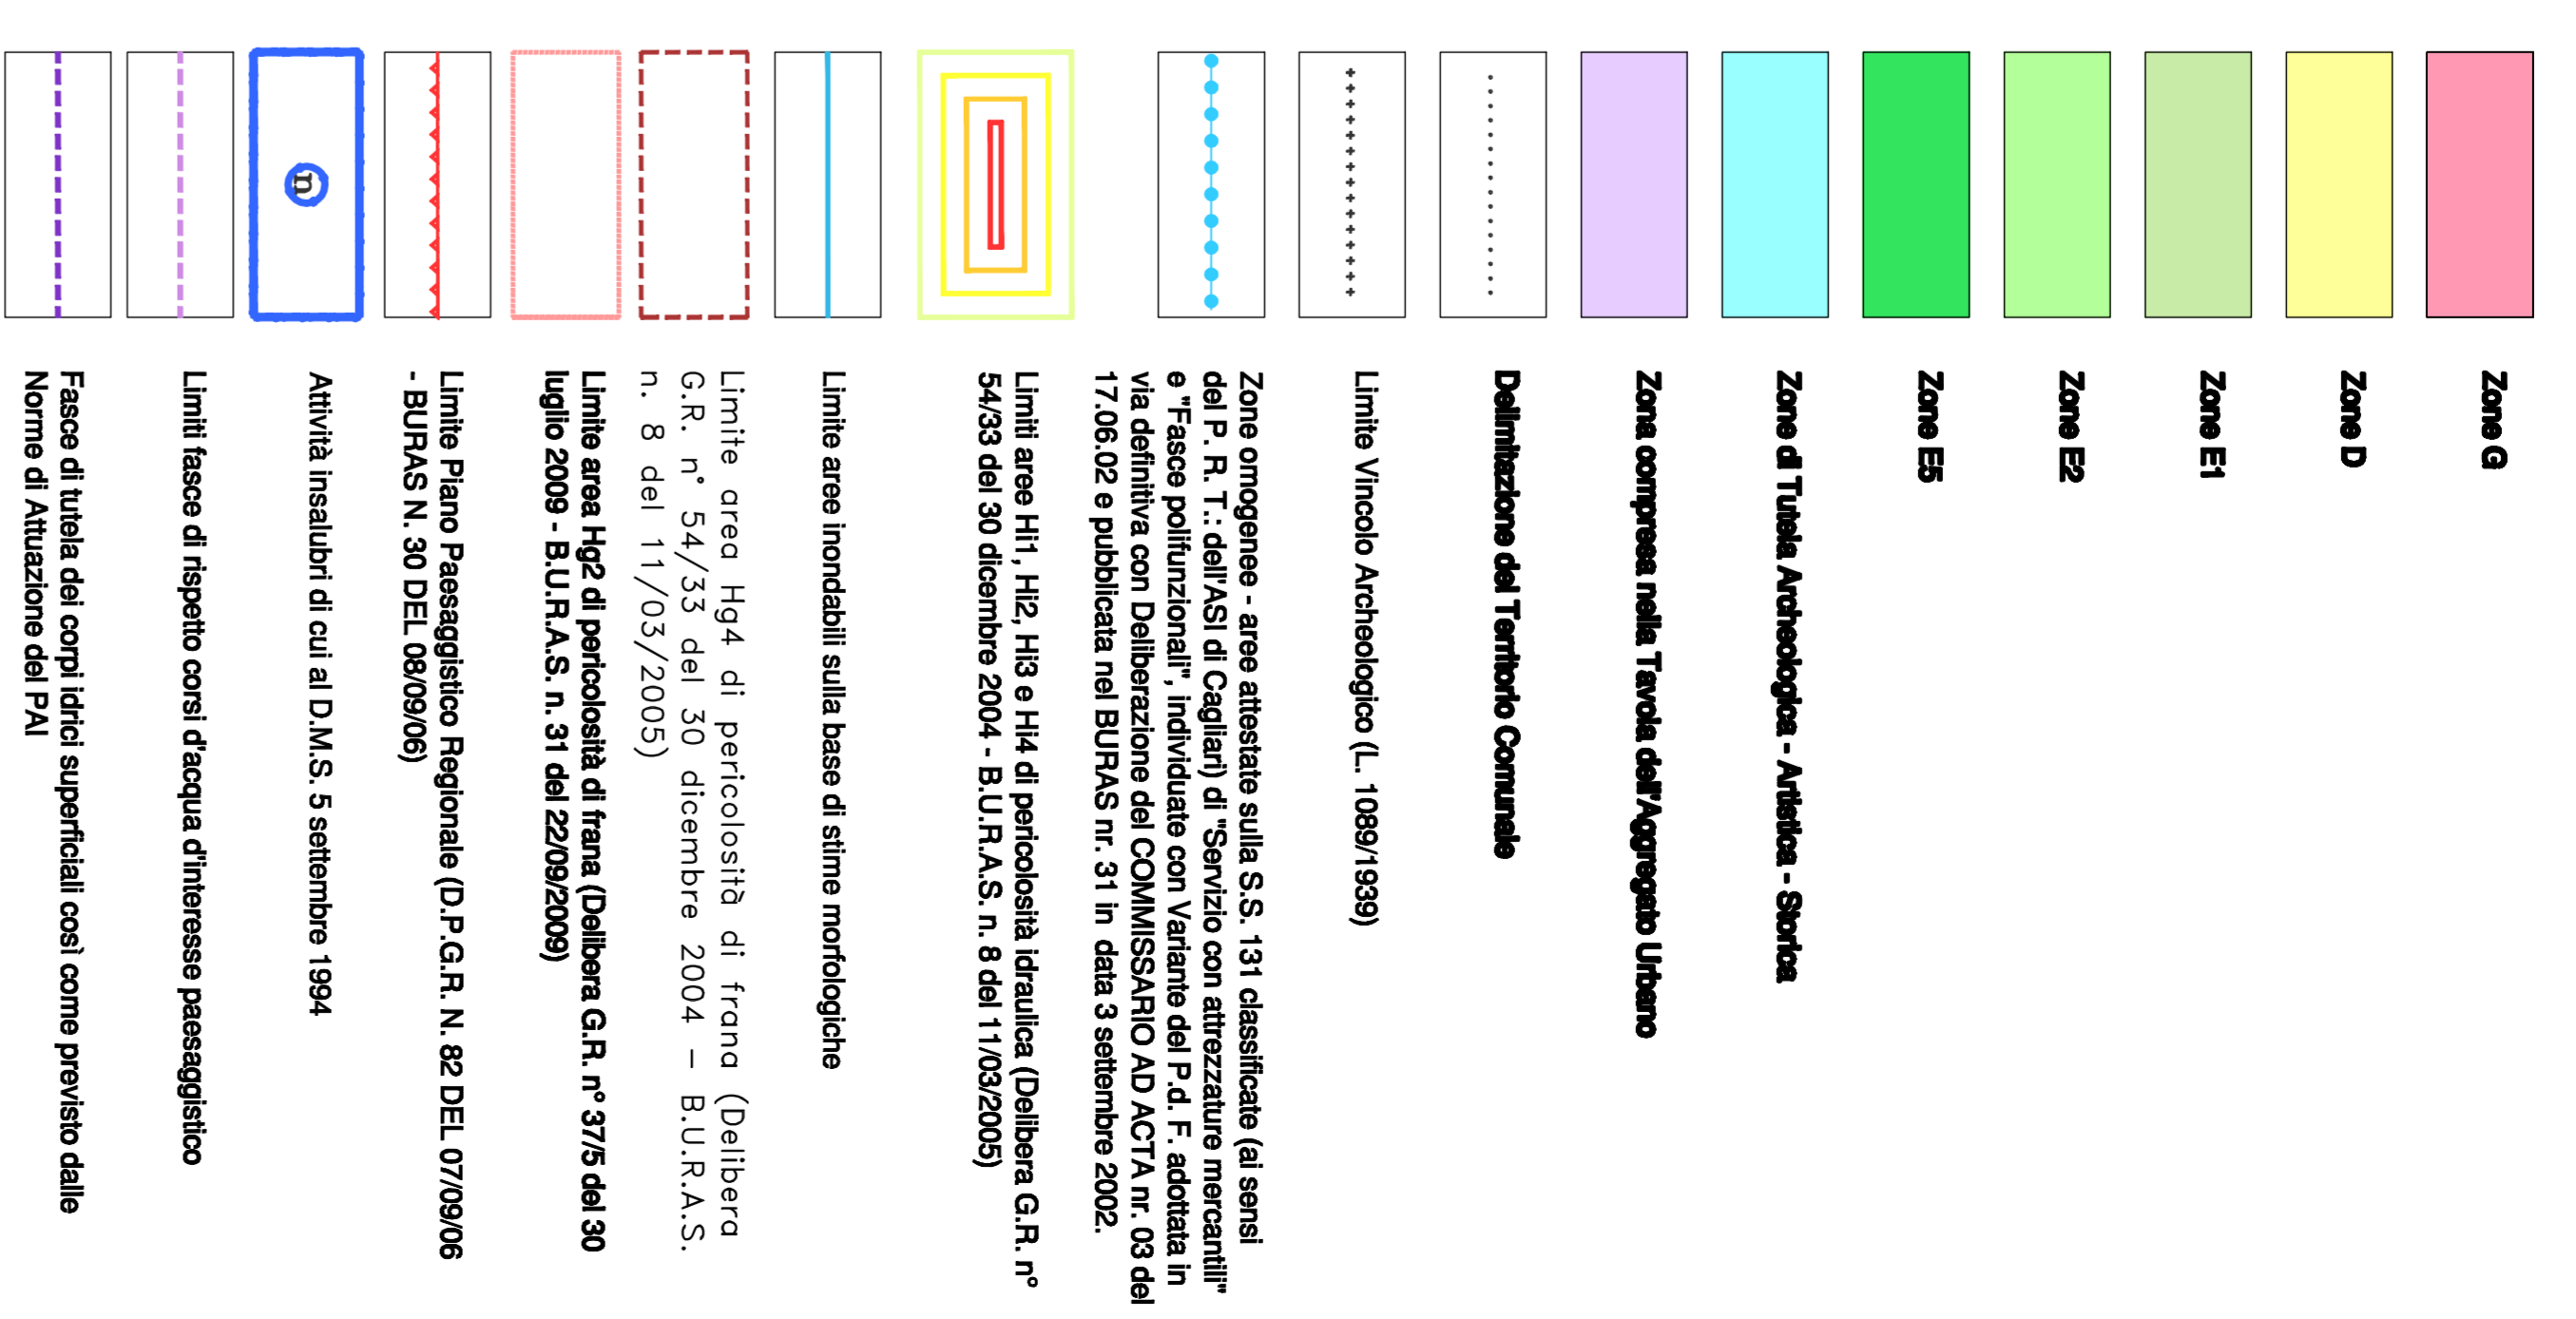 Zone G
Zone D
Zone E1
Zone E2
Zone E5
Zone di Tutela Archeologica - Artistica - Storica
Zona compresa nella Tavola dell'Aggregato Urbano
Delimitazione del Territorio Comunale
Limite Vincolo Archeologico (L. 1089/1939)
Zone omogenee - aree attestate sulla S.S. 131 classificate (ai sensi
del P. R. T.: dell'ASI di Cagliari) di "Servizio con attrezzature mercantili"
e "Fasce polifunzionali", individuate con Variante del P.d. F. adottata in
via definitiva con Deliberazione del COMMISSARIO AD ACTA nr. 03 del
17.06.02 e pubblicata nel BURAS nr. 31 in data 3 settembre 2002.
Limiti aree Hi1, Hi2, Hi3 e Hi4 di pericolosità idraulica (Delibera G.R. n°
54/33 del 30 dicembre 2004 - B.U.R.A.S. n. 8 del 11/03/2005)
Limite aree inondabili sulla base di stime morfologiche
Limite area Hg4 di pericolosità di frana (Delibera
G.R. n° 54/33 del 30 dicembre 2004 - B.U.R.A.S.
n. 8 del 11/03/2005)
Limite area Hg2 di pericolosità di frana (Delibera G.R. n° 37/5 del 30
luglio 2009 - B.U.R.A.S. n. 31 del 22/09/2009)
Limite Piano Paesaggistico Regionale (D.P.G.R. N. 82 DEL 07/09/06
- BURAS N. 30 DEL 08/09/06)
n
Attività insalubri di cui al D.M.S. 5 settembre 1994
Limiti fasce di rispetto corsi d'acqua d'interesse paesaggistico
Fasce di tutela dei corpi idrici superficiali così come previsto dalle
Norme di Attuazione del PAI